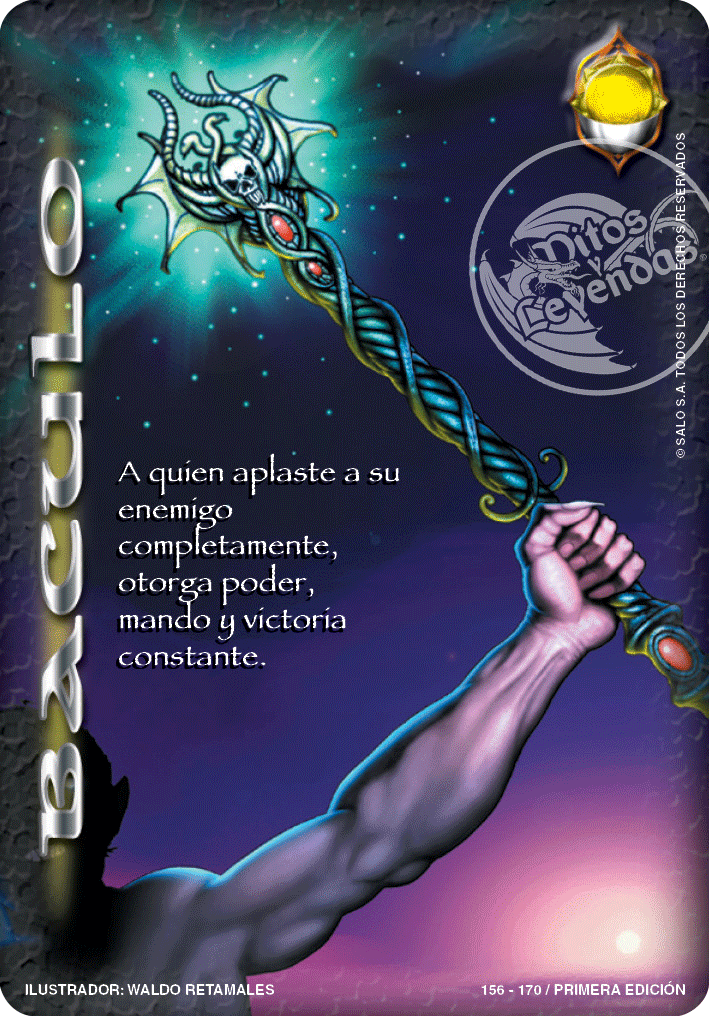 BACULO
Mitos
y
Leyendas
®
© SALO S.A. TODOS LOS DERECHOS RESERVADOS
A quien aplaste a su
enemigo
completamente,
otorga poder,
mando y victoria
constante.
ILUSTRADOR: WALDO RETAMALES
156 - 170 / PRIMERA EDICIÓN